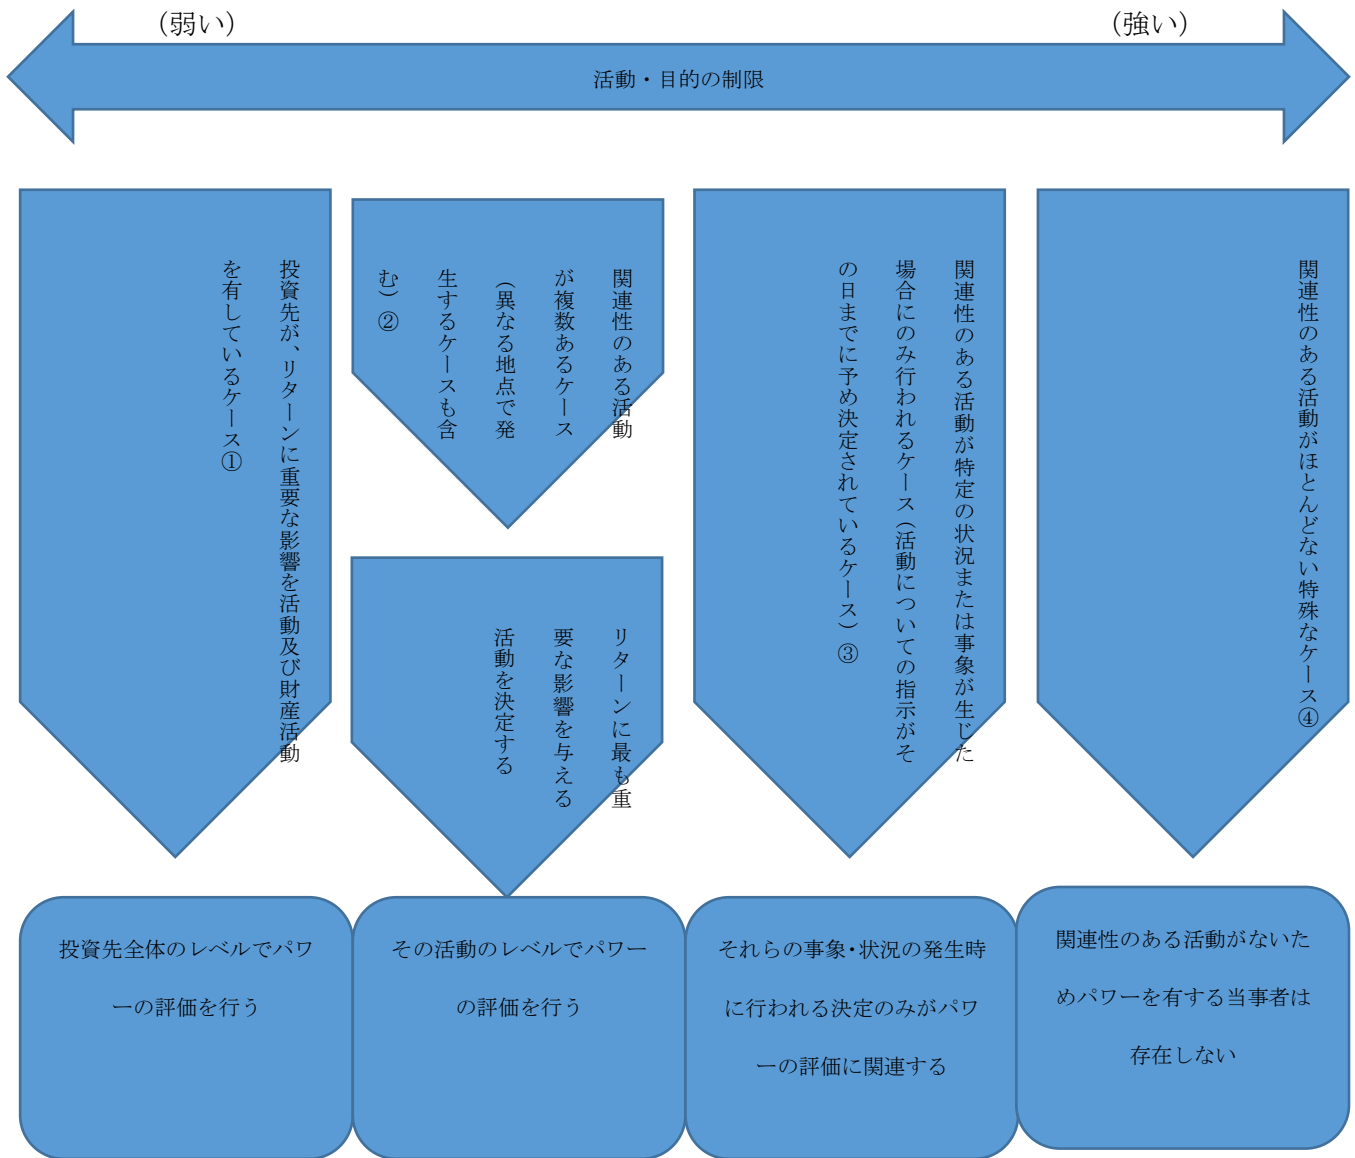 （弱い）
（強い）
活動・目的の制限
投資先が、リターンに重要な影響を活動及び財産活動
を有しているケース①
関連性のある活動
が複数あるケース
（異なる地点で発
生するケースも含
む）②
リターンに最も重
要な影響を与える
活動を決定する
関連性のある活動が特定の状況または事象が生じた
場合にのみ行われるケース（活動についての指示がそ
の日までに予め決定されているケース）③
関連性のある活動がほとんどない特殊なケース④
投資先全体のレベルでパワ
ーの評価を行う
その活動のレベルでパワー
の評価を行う
それらの事象・状況の発生時
に行われる決定のみがパワ
ーの評価に関連する
関連性のある活動がないた
めパワーを有する当事者は
存在しない